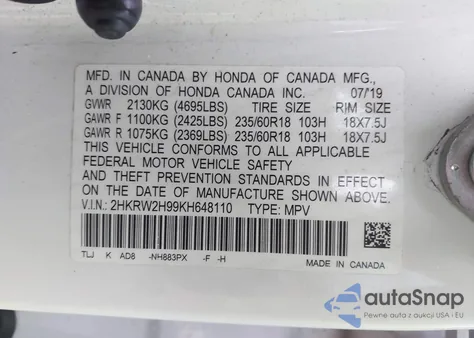 MFD. IN CANADA BY HONDA OF CANADA MFG.,
A DIVISION OF HONDA CANADA INC. 07/19
GVWR 2130KG (4695LBS) TIRE SIZE RIM SIZE
GAWR F 1100KG (2425LBS) 235/60R18 103H 18X7.5J
GAWR R 1075KG (2369LBS) 235/60R18 103H 18X7.5J
THIS VEHICLE CONFORMS TO ALL APPLICABLE
FEDERAL MOTOR VEHICLE SAFETY
AND THEFT PREVENTION STANDARDS IN EFFECT
ON THE DATE OF MANUFACTURE SHOWN ABOVE.
V.I.N.: 2HKRW2H99KH648110 TYPE: MPV
TLJ K AD8 -NH883PX -F -H
MADE IN CANADA
autoSnap
Pewne auta z aukcji USA i EU